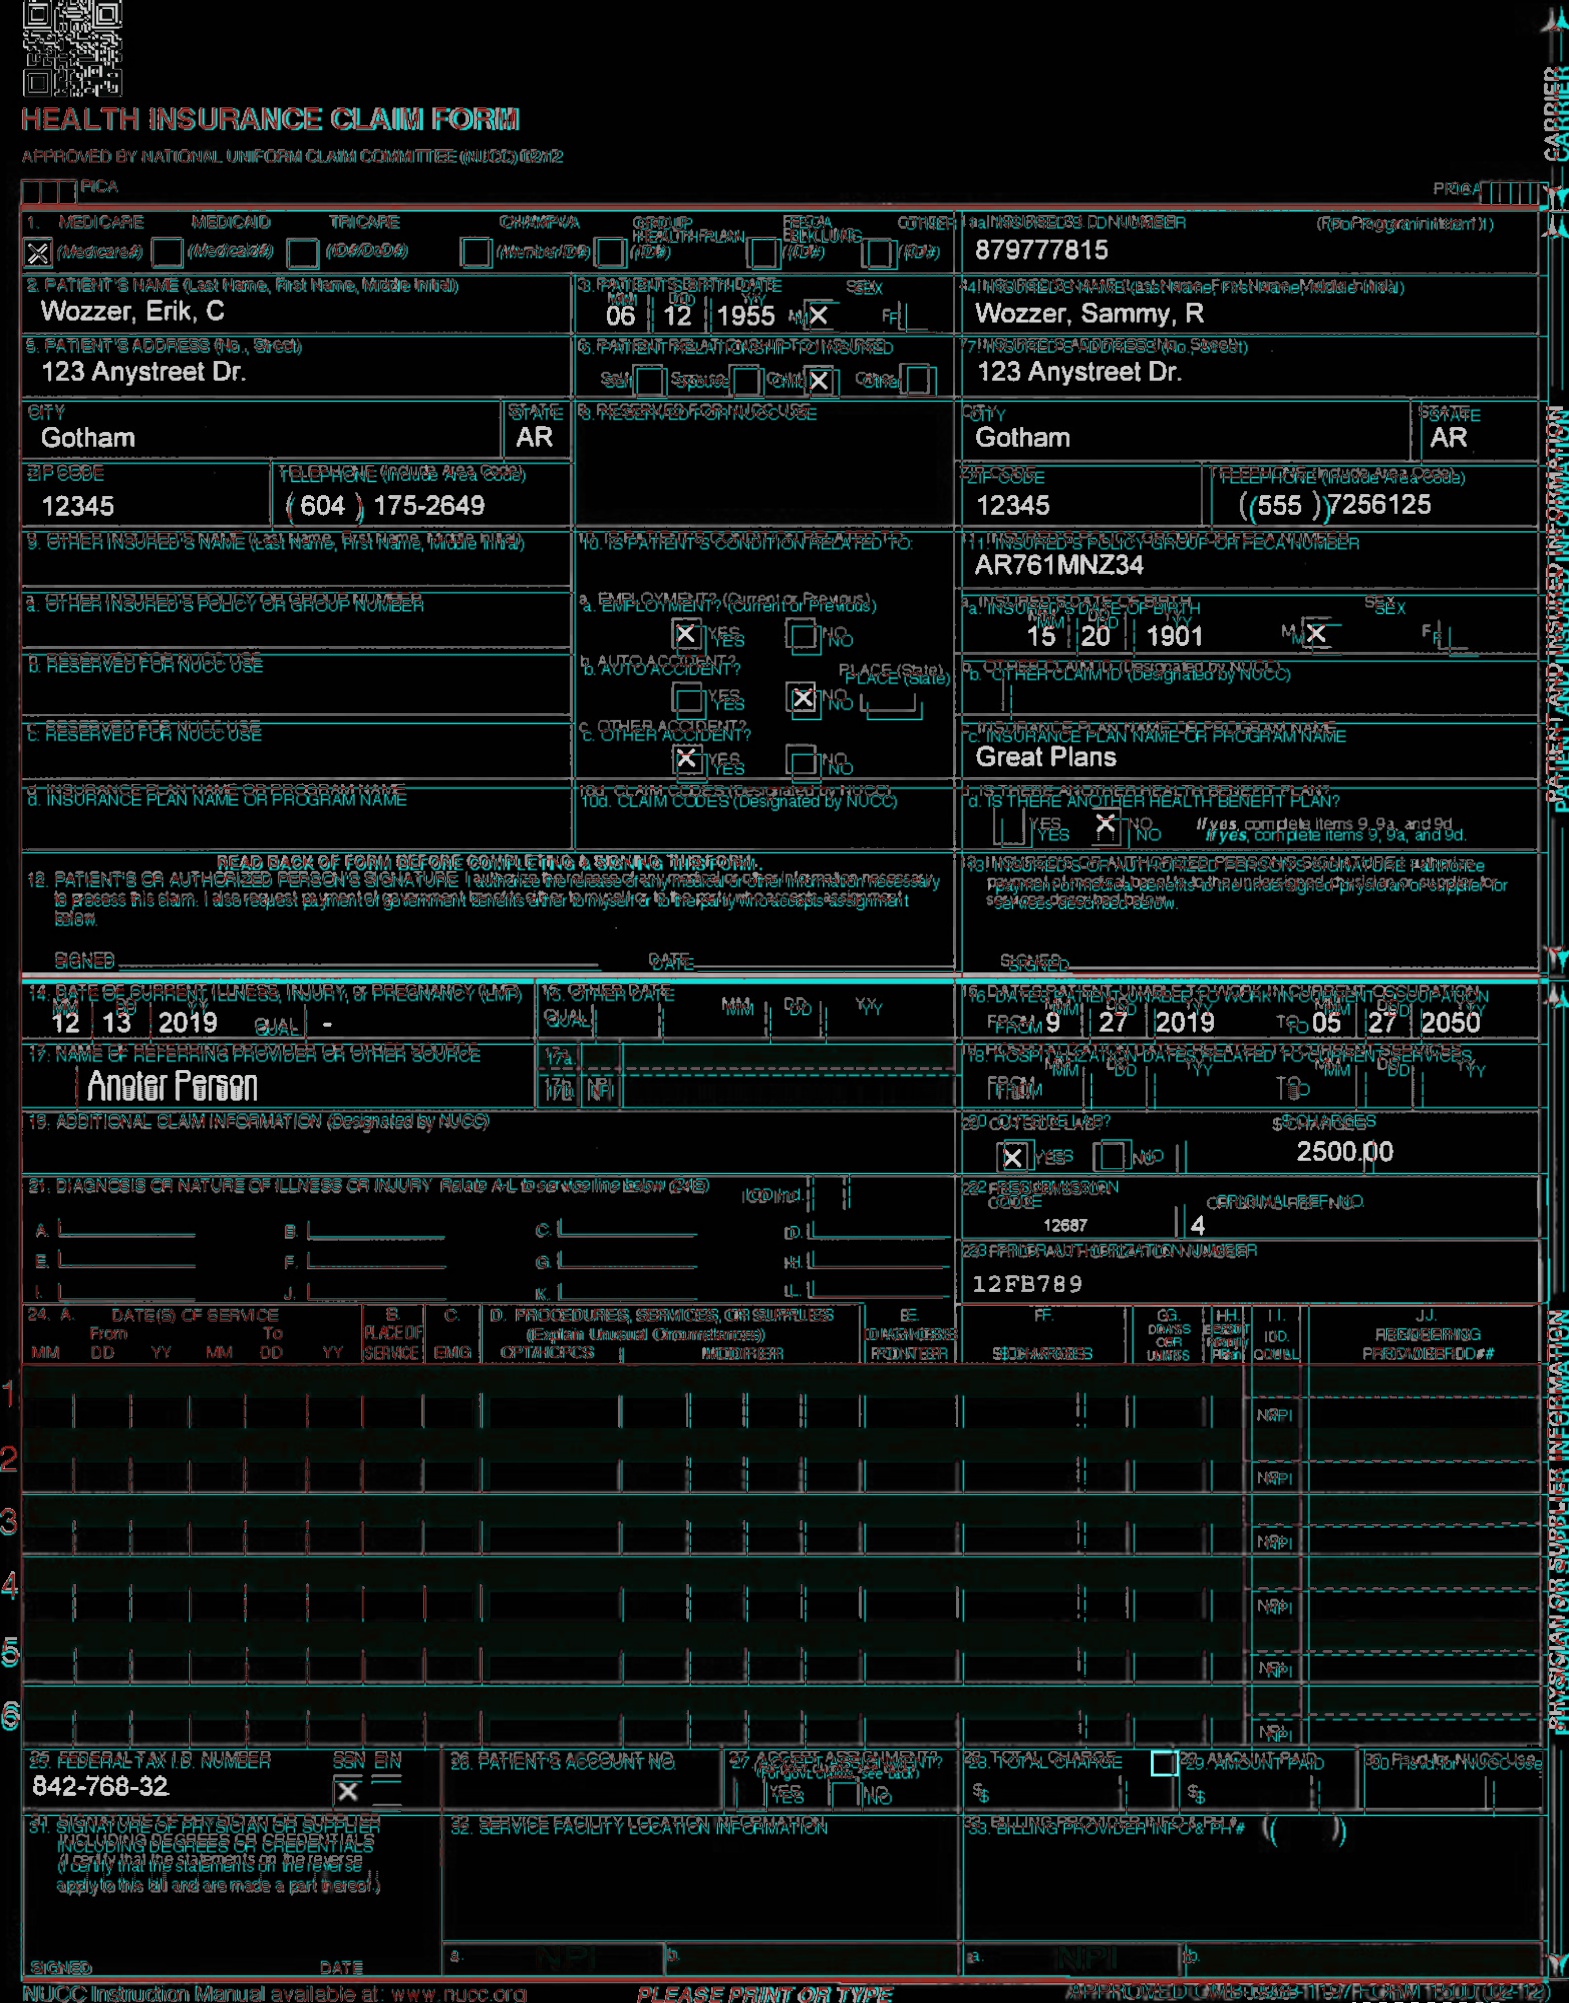 HEALTH INSURANCE CLAIM FORM
APPROVED BY NATIONAL UNIFORM CLAIM COMMITTEE (NUCC) 02/12
PICA
PICA
CARRIER
1. MEDICARE MEDICAID TRICARE CHAMPVA GROUP HEALTH PLAN FECA BLK LUNG OTHER
(Medicare#) (Medicaid#) (ID#/DoD#) (Member ID#) (ID#) (ID#) (ID#)
1a. INSURED'S I.D. NUMBER (For Program in Item 1)
879777815
2. PATIENT'S NAME (Last Name, First Name, Middle Initial)
Wozzer, Erik, C
3. PATIENT'S BIRTH DATE SEX
MM DD YY
06 12 1955 M X F
4. INSURED'S NAME (Last Name, First Name, Middle Initial)
Wozzer, Sammy, R
5. PATIENT'S ADDRESS (No., Street)
123 Anystreet Dr.
6. PATIENT RELATIONSHIP TO INSURED
Self Spouse Child X Other
7. INSURED'S ADDRESS (No., Street)
123 Anystreet Dr.
CITY STATE
Gotham AR
8. RESERVED FOR NUCC USE
CITY STATE
Gotham AR
ZIP CODE TELEPHONE (Include Area Code)
12345 ( 604 ) 175-2649
ZIP CODE TELEPHONE (Include Area Code)
12345 ( 555 ) 7256125
9. OTHER INSURED'S NAME (Last Name, First Name, Middle Initial)
10. IS PATIENT'S CONDITION RELATED TO:
11. INSURED'S POLICY GROUP OR FECA NUMBER
AR761MNZ34
a. OTHER INSURED'S POLICY OR GROUP NUMBER
a. EMPLOYMENT? (Current or Previous)
X YES NO
a. INSURED'S DATE OF BIRTH SEX
MM DD YY
15 20 1901 M X F
b. RESERVED FOR NUCC USE
b. AUTO ACCIDENT? PLACE (State)
YES X NO
b. OTHER CLAIM ID (Designated by NUCC)
c. RESERVED FOR NUCC USE
c. OTHER ACCIDENT?
X YES NO
c. INSURANCE PLAN NAME OR PROGRAM NAME
Great Plans
d. INSURANCE PLAN NAME OR PROGRAM NAME
10d. CLAIM CODES (Designated by NUCC)
d. IS THERE ANOTHER HEALTH BENEFIT PLAN?
YES X NO If yes, complete items 9, 9a, and 9d.
PATIENT AND INSURED INFORMATION
READ BACK OF FORM BEFORE COMPLETING & SIGNING THIS FORM.
12. PATIENT'S OR AUTHORIZED PERSON'S SIGNATURE I authorize the release of any medical or other information necessary
to process this claim. I also request payment of government benefits either to myself or to the party who accepts assignment
below.
SIGNED DATE
13. INSURED'S OR AUTHORIZED PERSON'S SIGNATURE I authorize
payment of medical benefits to the undersigned physician or supplier for
services described below.
SIGNED
14. DATE OF CURRENT ILLNESS, INJURY, or PREGNANCY (LMP)
MM DD YY
12 13 2019 QUAL. -
15. OTHER DATE
QUAL. MM DD YY
16. DATES PATIENT UNABLE TO WORK IN CURRENT OCCUPATION
MM DD YY MM DD YY
FROM 9 27 2019 TO 05 27 2050
17. NAME OF REFERRING PROVIDER OR OTHER SOURCE
Anoter Person
17a.
17b. NPI
18. HOSPITALIZATION DATES RELATED TO CURRENT SERVICES
MM DD YY MM DD YY
FROM TO
19. ADDITIONAL CLAIM INFORMATION (Designated by NUCC)
20. OUTSIDE LAB? $ CHARGES
X YES NO 2500.00
21. DIAGNOSIS OR NATURE OF ILLNESS OR INJURY Relate A-L to service line below (24E) ICD Ind.
A. B. C. D.
E. F. G. H.
I. J. K. L.
22. RESUBMISSION CODE ORIGINAL REF. NO.
12687 4
23. PRIOR AUTHORIZATION NUMBER
12FB789
24. A. DATE(S) OF SERVICE B. C. D. PROCEDURES, SERVICES, OR SUPPLIES E. F. G. H. I. J.
From To PLACE OF (Explain Unusual Circumstances) DIAGNOSIS DAYS OR EPSDT Family ID. RENDERING
MM DD YY MM DD YY SERVICE EMG CPT/HCPCS MODIFIER POINTER $ CHARGES UNITS Plan QUAL. PROVIDER ID. #
1 NPI
2 NPI
3 NPI
4 NPI
5 NPI
6 NPI
PHYSICIAN OR SUPPLIER INFORMATION
25. FEDERAL TAX I.D. NUMBER SSN EIN
842-768-32 X
26. PATIENT'S ACCOUNT NO.
27. ACCEPT ASSIGNMENT?
(For govt. claims, see back)
YES NO
28. TOTAL CHARGE
$
29. AMOUNT PAID
$
30. Rsvd for NUCC Use
31. SIGNATURE OF PHYSICIAN OR SUPPLIER
INCLUDING DEGREES OR CREDENTIALS
(I certify that the statements on the reverse
apply to this bill and are made a part thereof.)
SIGNED DATE
32. SERVICE FACILITY LOCATION INFORMATION
a. NPI b.
33. BILLING PROVIDER INFO & PH # ( )
a. NPI b.
NUCC Instruction Manual available at: www.nucc.org
PLEASE PRINT OR TYPE
APPROVED OMB-0938-1197 FORM 1500 (02-12)